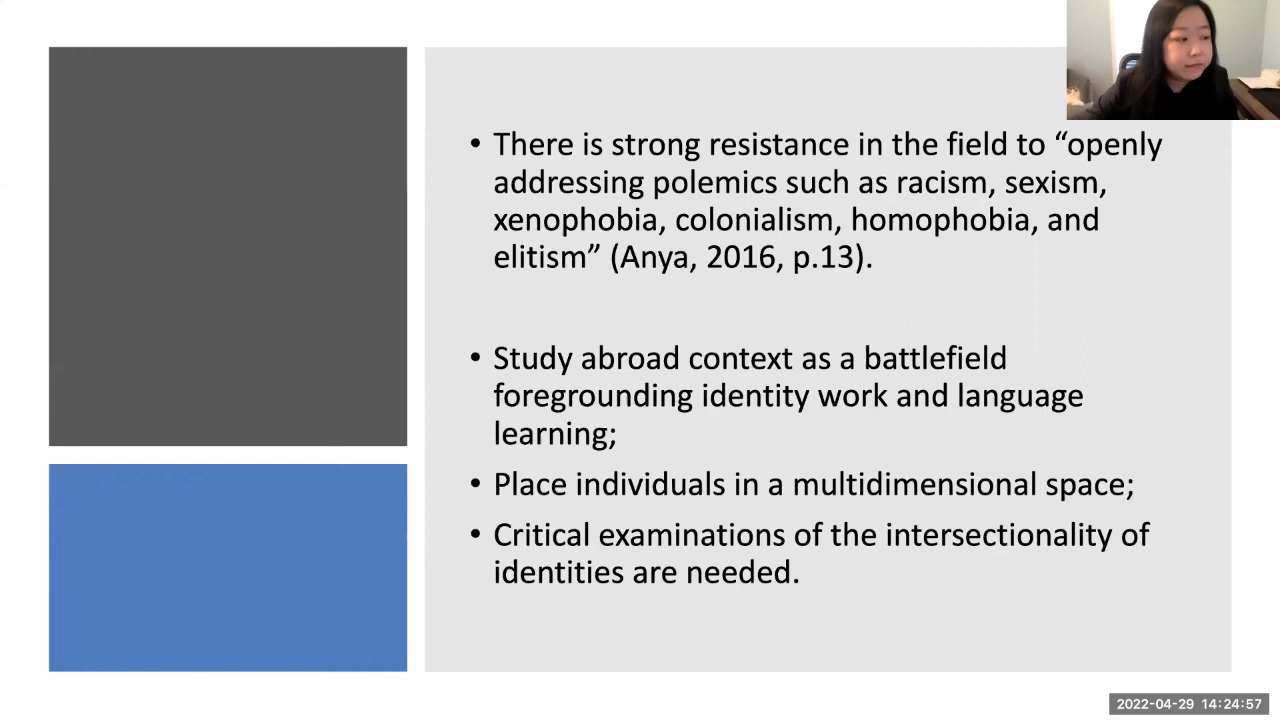 • There is strong resistance in the field to “openly
addressing polemics such as racism, sexism,
xenophobia, colonialism, homophobia, and
elitism” (Anya, 2016, p.13).
• Study abroad context as a battlefield
foregrounding identity work and language
learning;
• Place individuals in a multidimensional space;
• Critical examinations of the intersectionality of
identities are needed.
2022-04-29 14:24:57